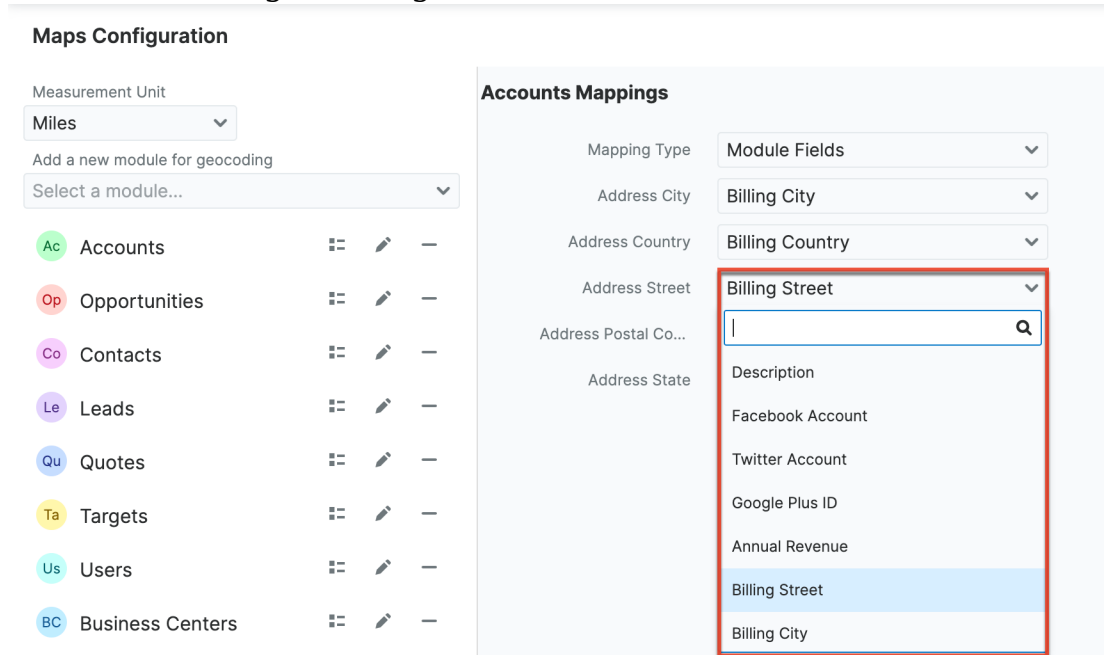 Maps Configuration
Measurement Unit
Miles
Add a new module for geocoding
Select a module...
Ac Accounts
Op Opportunities
Co Contacts
Le Leads
Qu Quotes
Ta Targets
Us Users
BC Business Centers
Accounts Mappings
Mapping Type Module Fields
Address City Billing City
Address Country Billing Country
Address Street Billing Street
Address Postal Co...
Address State
Description
Facebook Account
Twitter Account
Google Plus ID
Annual Revenue
Billing Street
Billing City